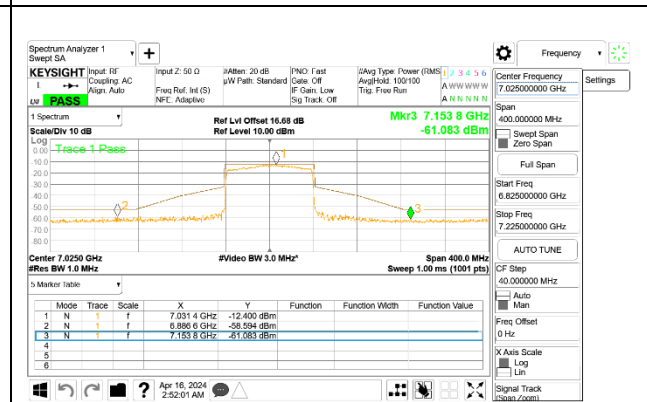 Spectrum Analyzer 1
Swept SA
+
Frequency
KEYSIGHT
Input: RF
Coupling: AC
Align: Auto
Input Z: 50 Ω
Freq Ref: Int (S)
NFE: Adaptive
#Atten: 20 dB
µW Path: Standard
PNO: Fast
Gate: Off
IF Gain: Low
Sig Track: Off
#Avg Type: Power (RMS)
Avg|Hold: 100/100
Trig: Free Run
1 2 3 4 5 6
A W W W W W
A N N N N N
LXI
PASS
1 Spectrum
Scale/Div 10 dB
Ref Lvl Offset 16.68 dB
Ref Level 10.00 dBm
Mkr3 7.153 8 GHz
-61.083 dBm
Log
Trace 1 Pass
0.00
-10.0
-20.0
-30.0
-40.0
-50.0
-60.0
-70.0
-80.0
1
2
3
Center 7.0250 GHz
#Res BW 1.0 MHz
#Video BW 3.0 MHz*
Span 400.0 MHz
Sweep 1.00 ms (1001 pts)
5 Marker Table
Mode Trace Scale X Y Function Function Width Function Value
1 N 1 f 7.031 4 GHz -12.400 dBm
2 N 1 f 6.886 6 GHz -58.594 dBm
3 N 1 f 7.153 8 GHz -61.083 dBm
4
5
6
Apr 16, 2024
2:52:01 AM
?
Center Frequency
7.025000000 GHz
Settings
Span
400.000000 MHz
Swept Span
Zero Span
Full Span
Start Freq
6.825000000 GHz
Stop Freq
7.225000000 GHz
AUTO TUNE
CF Step
40.000000 MHz
Auto
Man
Freq Offset
0 Hz
X Axis Scale
Log
Lin
Signal Track
(Span Zoom)